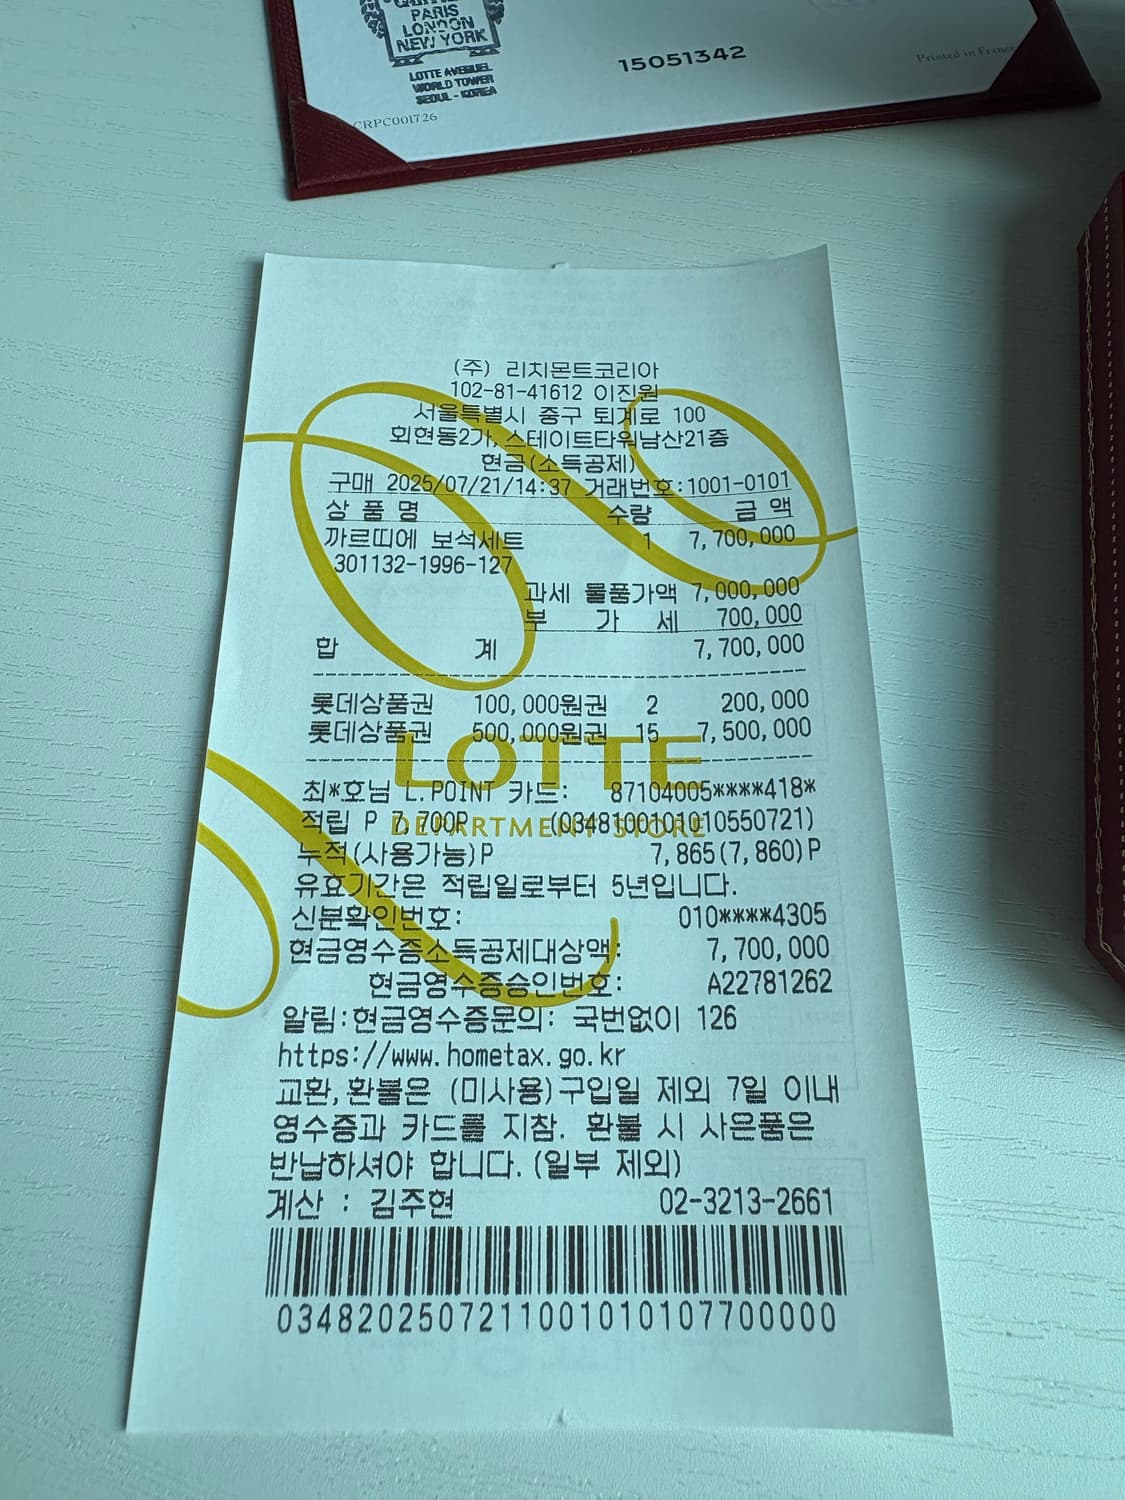 PARIS
LONDON
NEW YORK
LOTTE AVENUEL
WORLD TOWER
SEOUL - KOREA
15051342
Printed in France
CRPC001726
(주) 리치몬트코리아
102-81-41612 이진원
서울특별시 중구 퇴계로 100
회현동2가, 스테이트타워남산21층
현금(소득공제)
구매 2025/07/21/14:37 거래번호:1001-0101
상 품 명 수량 금 액
까르띠에 보석세트 1 7,700,000
301132-1996-127
과세 물품가액 7,000,000
부 가 세 700,000
합 계 7,700,000
롯데상품권 100,000원권 2 200,000
롯데상품권 500,000원권 15 7,500,000
LOTTE
최*호님 L.POINT 카드: 87104005****418*
적립 P 7,700P (0348100101010550721)
DEPARTMENT STORE
누적(사용가능)P 7,865(7,860)P
유효기간은 적립일로부터 5년입니다.
신분확인번호: 010****4305
현금영수증소득공제대상액: 7,700,000
현금영수증승인번호: A22781262
알림:현금영수증문의: 국번없이 126
https://www.hometax.go.kr
교환,환불은 (미사용)구입일 제외 7일 이내
영수증과 카드를 지참. 환불 시 사은품은
반납하셔야 합니다.(일부 제외)
계산 : 김주현 02-3213-2661
0348202507211001010107700000